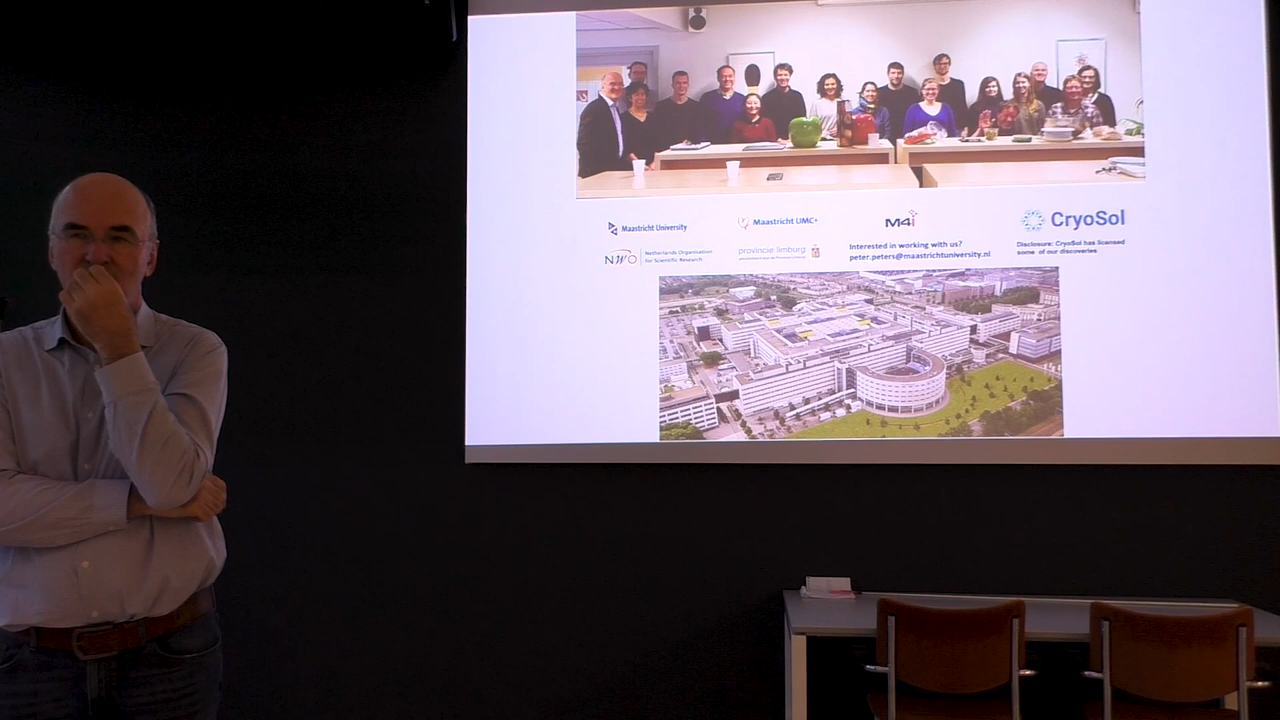 Maastricht University
Maastricht UMC+
M4i
CryoSol
NWO
Netherlands Organisation
for Scientific Research
provincie limburg
Interested in working with us?
peter.peters@maastrichtuniversity.nl
Disclosure: CryoSol has licensed
some of our discoveries